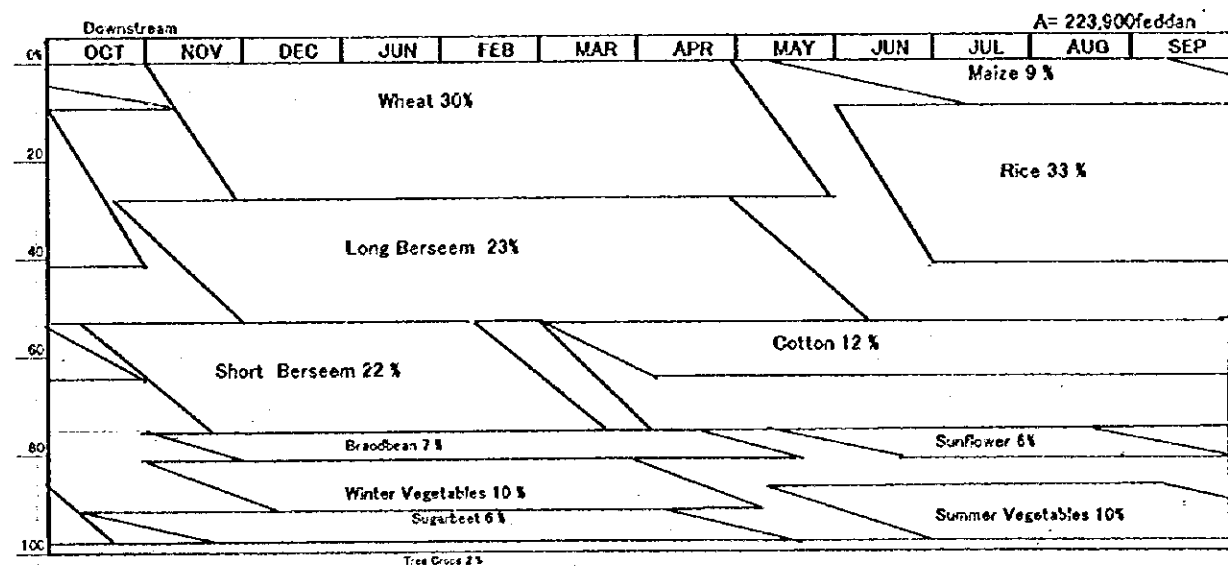 Downstream
A= 223,900feddan
OCT NOV DEC JUN FEB MAR APR MAY JUN JUL AUG SEP
0%
Maize 9 %
Wheat 30%
20
Rice 33 %
40
Long Berseem 23%
Cotton 12 %
60
Short Berseem 22 %
Braodbean 7 %
Sunflower 6%
80
Winter Vegetables 10 %
Sugarbeet 6 %
Summer Vegetables 10%
100
Tree Crops 2 %